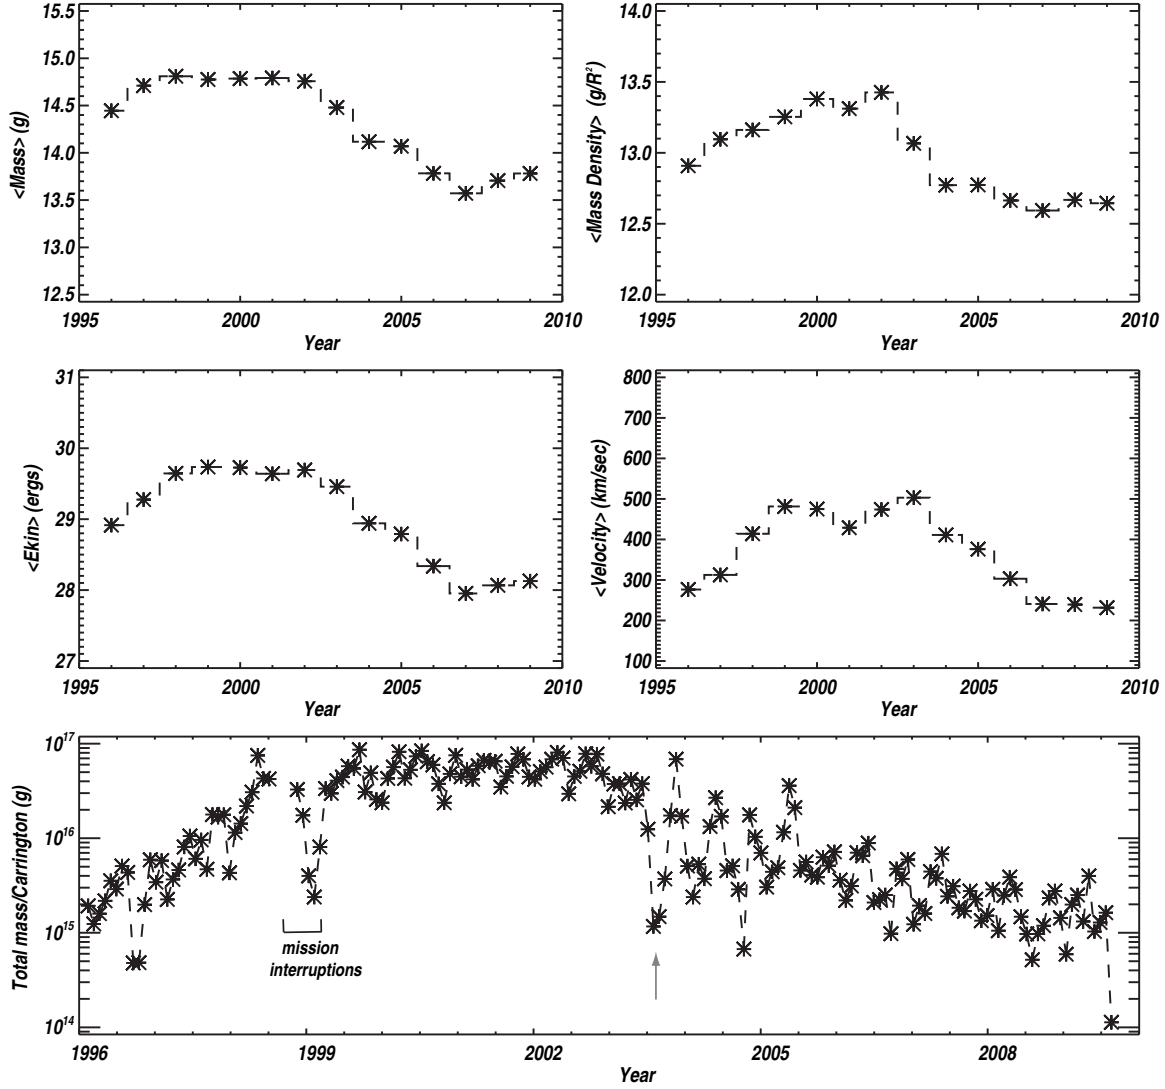 15.5
15.0
14.5
14.0
13.5
13.0
12.5
<Mass> (g)
1995 2000 2005 2010
Year
14.0
13.5
13.0
12.5
12.0
<Mass Density> (g/R²)
1995 2000 2005 2010
Year
31
30
29
28
27
<Ekin> (ergs)
1995 2000 2005 2010
Year
800
700
600
500
400
300
200
100
<Velocity> (km/sec)
1995 2000 2005 2010
Year
10¹⁷
10¹⁶
10¹⁵
10¹⁴
Total mass/Carrington (g)
mission
interruptions
1996 1999 2002 2005 2008
Year